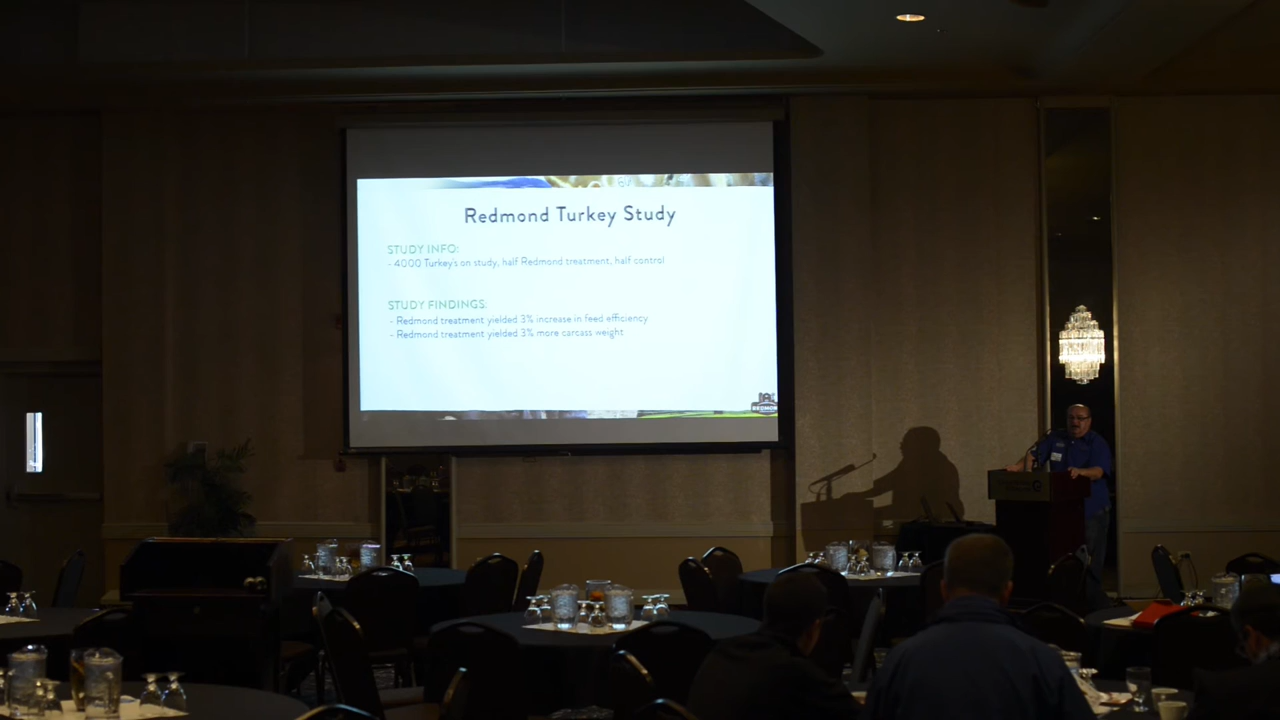 Redmond Turkey Study
STUDY INFO:
- 4000 Turkey's on study, half Redmond treatment, half control
STUDY FINDINGS:
- Redmond treatment yielded 3% increase in feed efficiency
- Redmond treatment yielded 3% more carcass weight
REDMOND